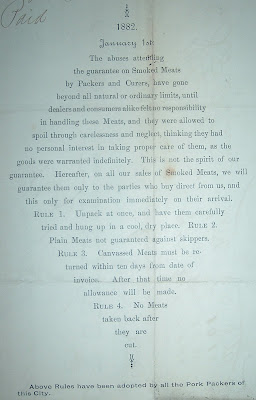 Paid
1882.
January 1st
The abuses attending
the guarantee on Smoked Meats
by Packers and Curers, have gone
beyond all natural or ordinary limits, until
dealers and consumers alike felt no responsibility
in handling these Meats, and they were allowed to
spoil through carelessness and neglect, thinking they had
no personal interest in taking proper care of them, as the
goods were warranted indefinitely. This is not the spirit of our
guarantee. Hereafter, on all our sales of Smoked Meats, we will
guarantee them only to the parties who buy direct from us, and
this only for examination immediately on their arrival.
RULE 1. Unpack at once, and have them carefully
tried and hung up in a cool, dry place. RULE 2.
Plain Meats not guaranteed against skippers.
RULE 3. Canvassed Meats must be re-
turned within ten days from date of
invoice. After that time no
allowance will be made.
RULE 4. No Meats
taken back after
they are
cut.
Above Rules have been adopted by all the Pork Packers of
this City.